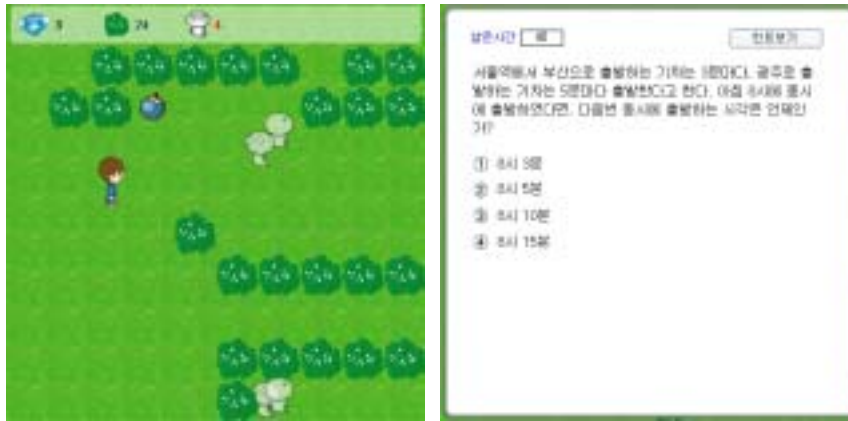 3 24 4
남은시간 힌트보기
서울역에서 부산으로 출발하는 기차는 3분마다, 광주로 출
발하는 기차는 5분마다 출발한다고 한다. 아침 8시에 동시
에 출발하였다면, 다음번 동시에 출발하는 시각은 언제인
가?
① 8시 3분
② 8시 5분
③ 8시 10분
④ 8시 15분